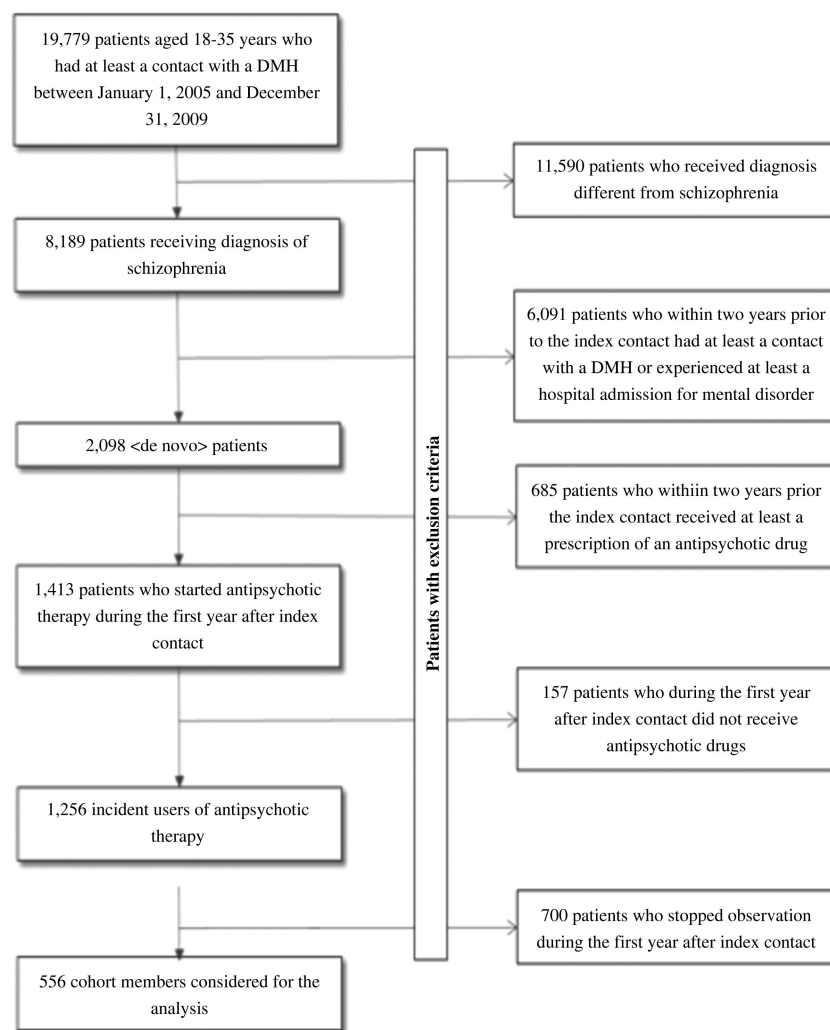 19,779 patients aged 18-35 years who
had at least a contact with a DMH
between January 1, 2005 and December
31, 2009
11,590 patients who received diagnosis
different from schizophrenia
8,189 patients receiving diagnosis of
schizophrenia
6,091 patients who within two years prior
to the index contact had at least a contact
with a DMH or experienced at least a
hospital admission for mental disorder
2,098 <de novo> patients
Patients with exclusion criteria
685 patients who withiin two years prior
the index contact received at least a
prescription of an antipsychotic drug
1,413 patients who started antipsychotic
therapy during the first year after index
contact
157 patients who during the first year
after index contact did not receive
antipsychotic drugs
1,256 incident users of antipsychotic
therapy
700 patients who stopped observation
during the first year after index contact
556 cohort members considered for the
analysis